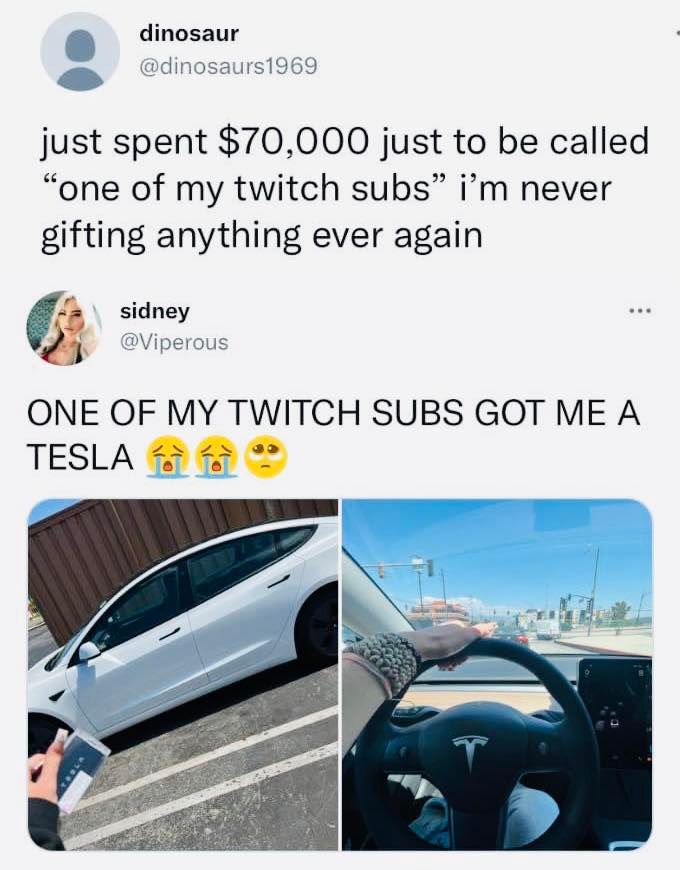 dinosaur
@dinosaurs1969
just spent $70,000 just to be called
“one of my twitch subs” i’m never
gifting anything ever again
sidney
@Viperous
ONE OF MY TWITCH SUBS GOT ME A
TESLA 😭😭🥺
TESLA